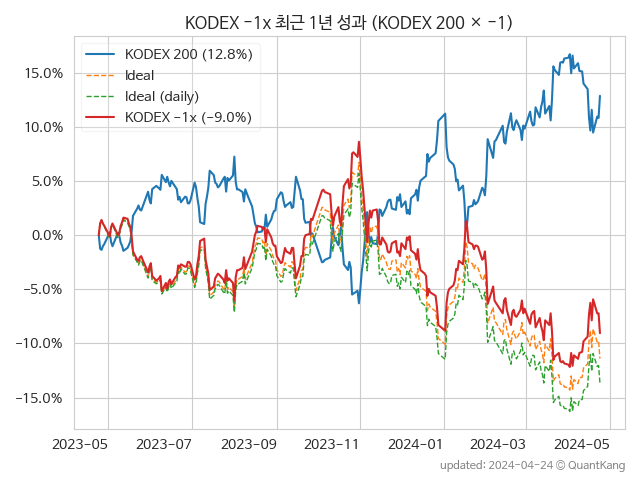 KODEX -1x 최근 1년 성과 (KODEX 200 × -1)
KODEX 200 (12.8%)
Ideal
Ideal (daily)
KODEX -1x (-9.0%)
15.0%
10.0%
5.0%
0.0%
-5.0%
-10.0%
-15.0%
2023-05 2023-07 2023-09 2023-11 2024-01 2024-03 2024-05
updated: 2024-04-24 © QuantKang